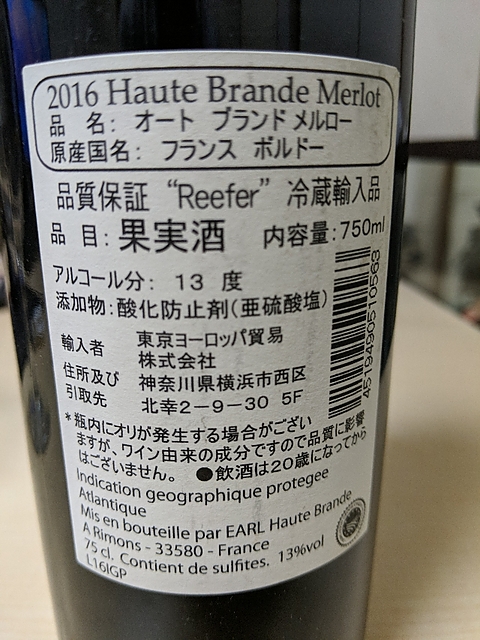 2016 Haute Brande Merlot
品 名： オート ブランド メルロー
原産国名： フランス ボルドー
品質保証 “Reefer” 冷蔵輸入品
品 目：果実酒 内容量：750ml
アルコール分： 13 度
添加物：酸化防止剤（亜硫酸塩）
輸入者 東京ヨーロッパ貿易
株式会社
住所及び 神奈川県横浜市西区
引取先 北幸2－9－30 5F
4519490510563
*瓶内にオリが発生する場合がござい
ますが、ワイン由来の成分ですので品質に影響
はございません。 ●飲酒は20歳になってから
Indication geographique protegee
Atlantique
Mis en bouteille par EARL Haute Brande
A Rimons - 33580 - France
75 cl. Contient de sulfites. 13%vol
L16IGP